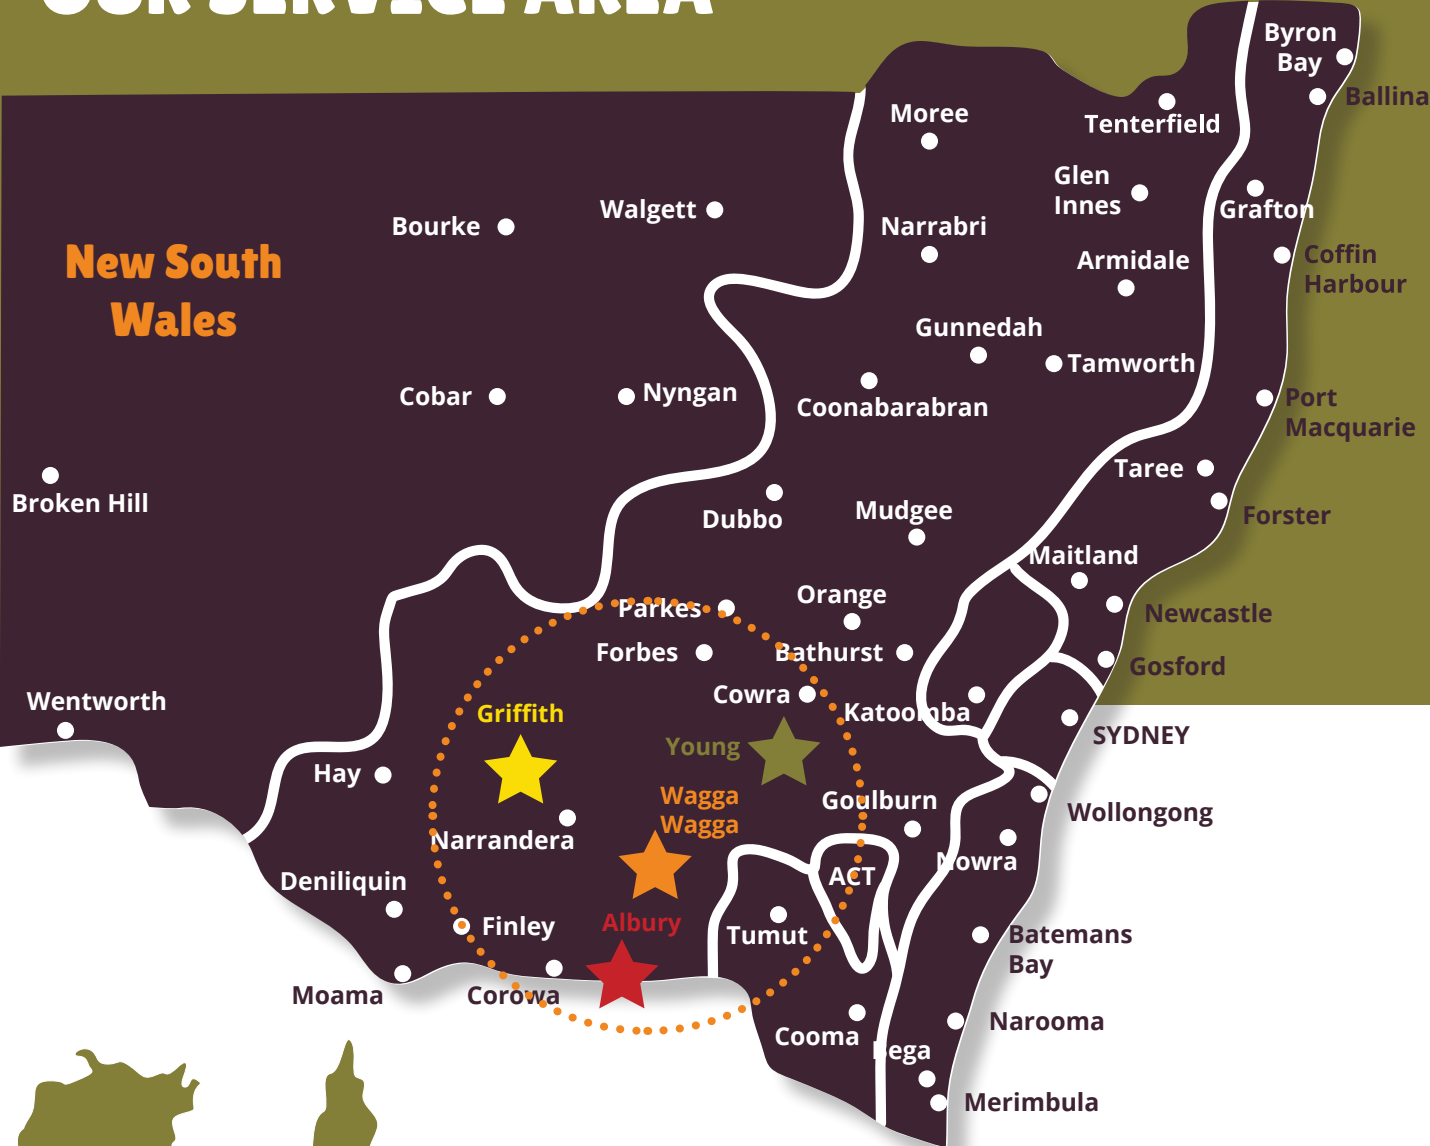 OUR SERVICE AREA
Byron
Bay
Ballina
Moree
Tenterfield
Glen
Innes
Grafton
Walgett
Bourke
Narrabri
New South
Wales
Armidale
Coffin
Harbour
Gunnedah
Tamworth
Cobar
Nyngan
Coonabarabran
Port
Macquarie
Taree
Broken Hill
Dubbo
Mudgee
Forster
Maitland
Orange
Parkes
Newcastle
Forbes
Bathurst
Gosford
Wentworth
Cowra
Katoomba
Griffith
SYDNEY
Young
Hay
Wagga
Wagga
Goulburn
Wollongong
Narrandera
Nowra
Deniliquin
ACT
Finley
Albury
Tumut
Batemans
Bay
Moama
Corowa
Narooma
Cooma
Bega
Merimbula